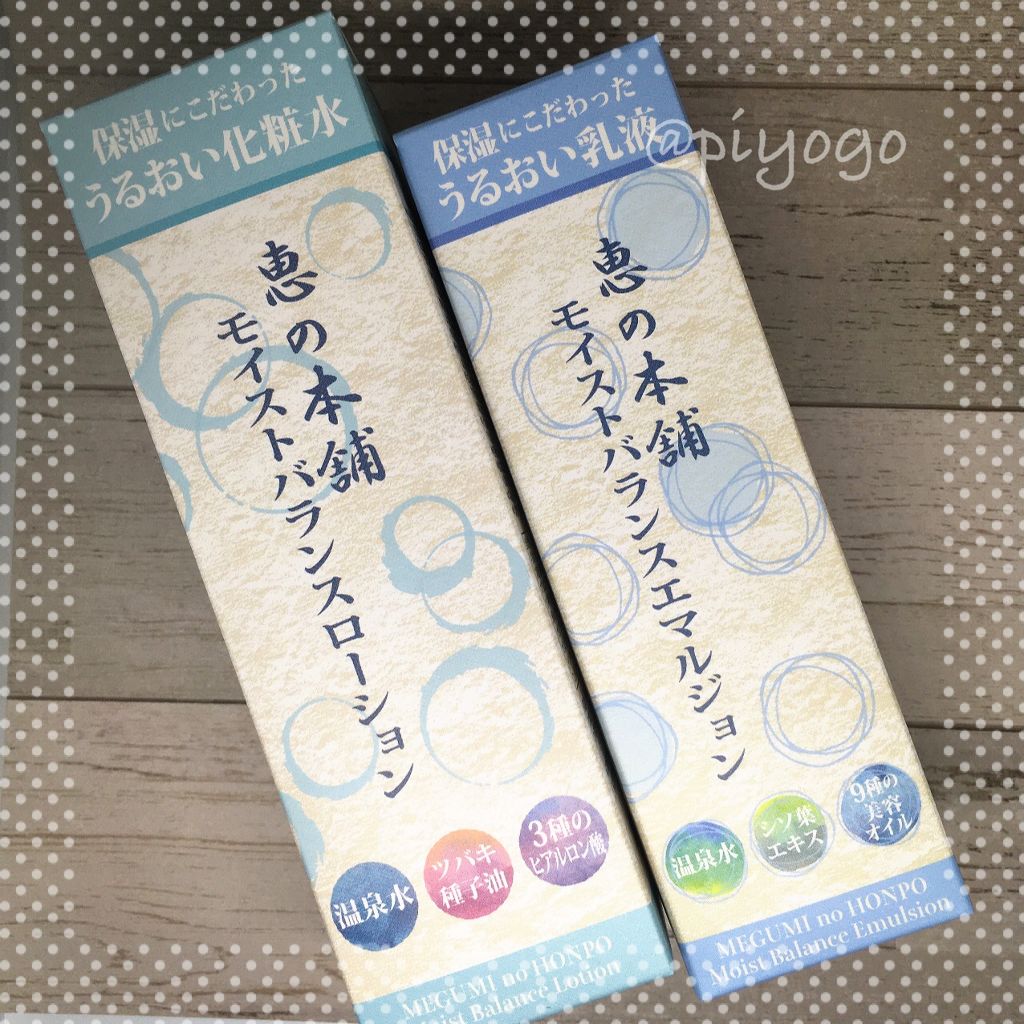 保湿にこだわった
うるおい化粧水
恵の本舗
モイストバランスローション
温泉水
ツバキ
種子油
3種の
ヒアルロン酸
MEGUMI no HONPO
Moist Balance Lotion
保湿にこだわった
うるおい乳液
@piyogo
恵の本舗
モイストバランスエマルジョン
温泉水
シソ葉
エキス
9種の
美容
オイル
MEGUMI no HONPO
Moist Balance Emulsion